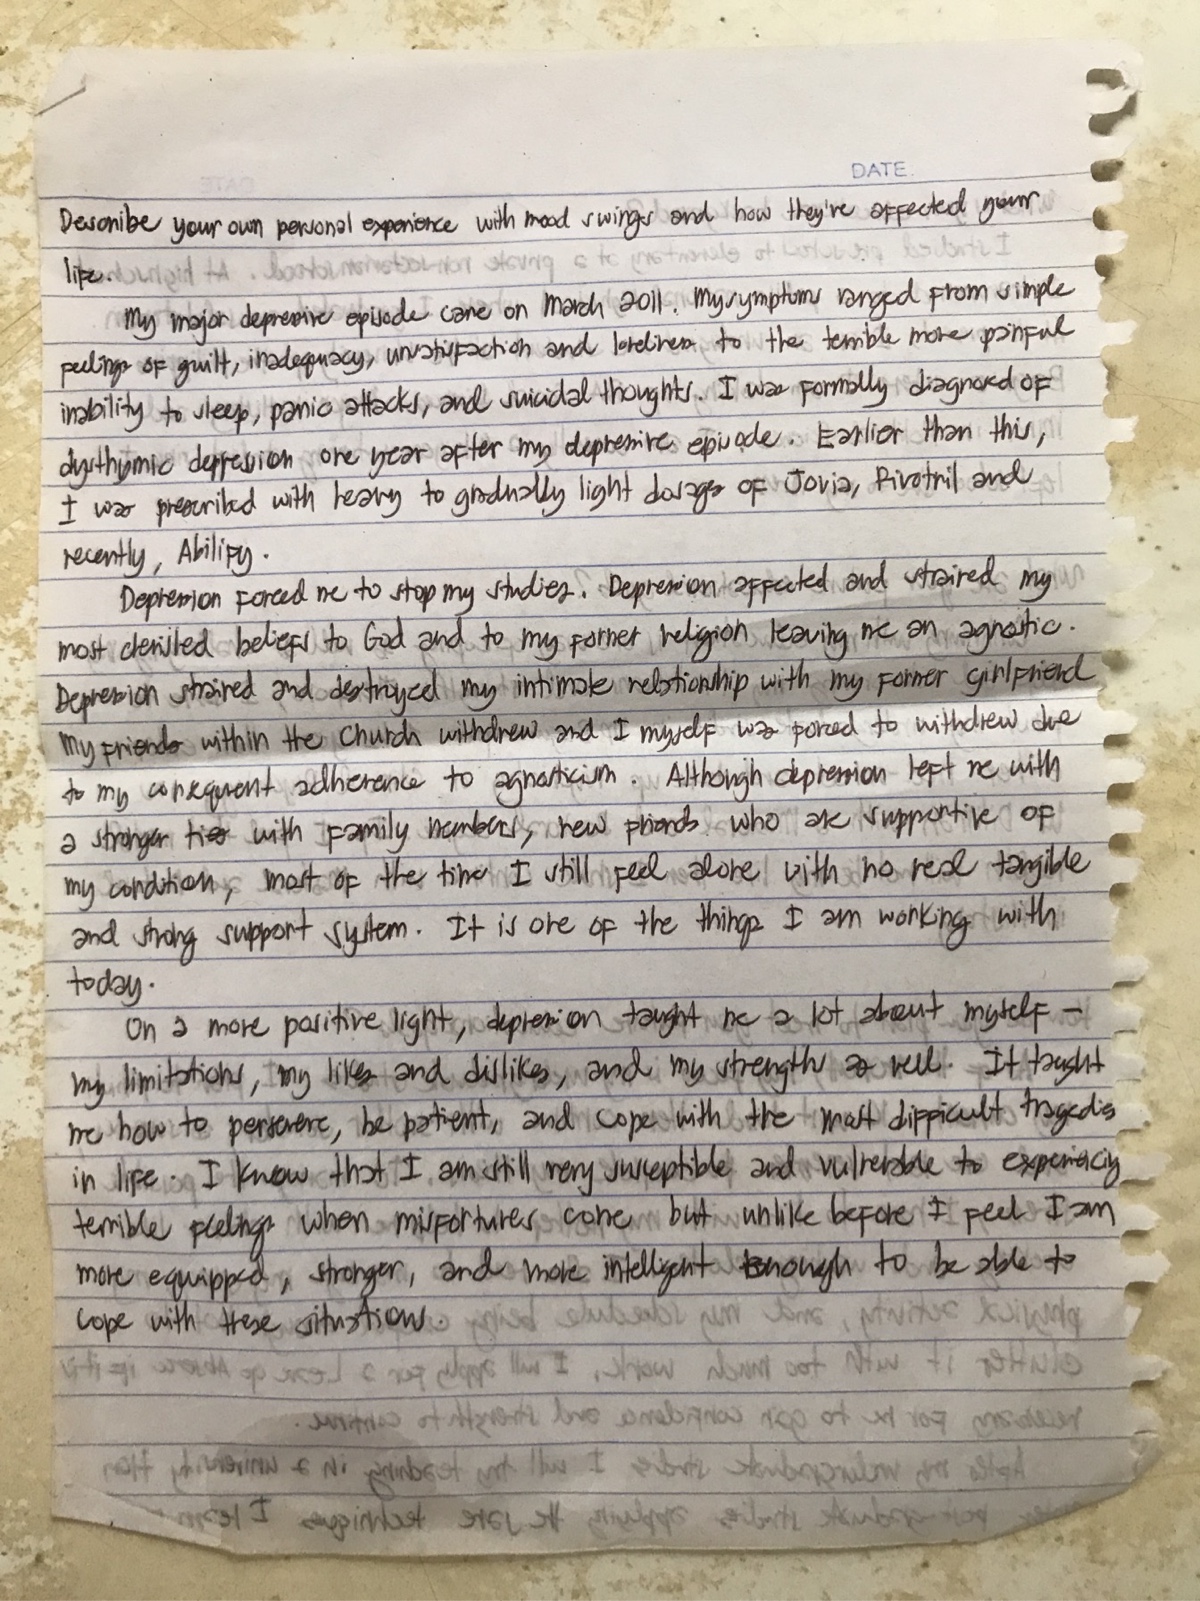 DATE
Describe your own personal experience with mood swings and how they're affected your
life.
My major depressive episode came on March 2011. My symptoms ranged from simple
feelings of guilt, inadequacy, unsatisfaction and loneliness to the terrible more painful
inability to sleep, panic attacks, and suicidal thoughts. I was formally diagnosed of
dysthymic depression one year after my depressive episode. Earlier than this,
I was prescribed with heavy to gradually light dosages of Jovia, Rivotril and
recently, Abilify.
Depression forced me to stop my studies. Depression affected and strained my
most cherished beliefs to God and to my former religion leaving me an agnostic.
Depression strained and destroyed my intimate relationship with my former girlfriend
My friends within the Church withdrew and I myself was forced to withdrew due
to my consequent adherence to agnosticism. Although depression left me with
a stronger ties with family members, new friends who are supportive of
my condition, most of the time I still feel alone with no real tangible
and strong support system. It is one of the things I am working with
today.
On a more positive light, depression taught me a lot about myself –
my limitations, my likes and dislikes, and my strength as well. It taught
me how to persevere, be patient, and cope with the most difficult tragedies
in life. I know that I am still very susceptible and vulnerable to experiencing
terrible feelings when misfortunes come but unlike before I feel I am
more equipped, stronger, and more intelligent enough to be able to
cope with these situations.